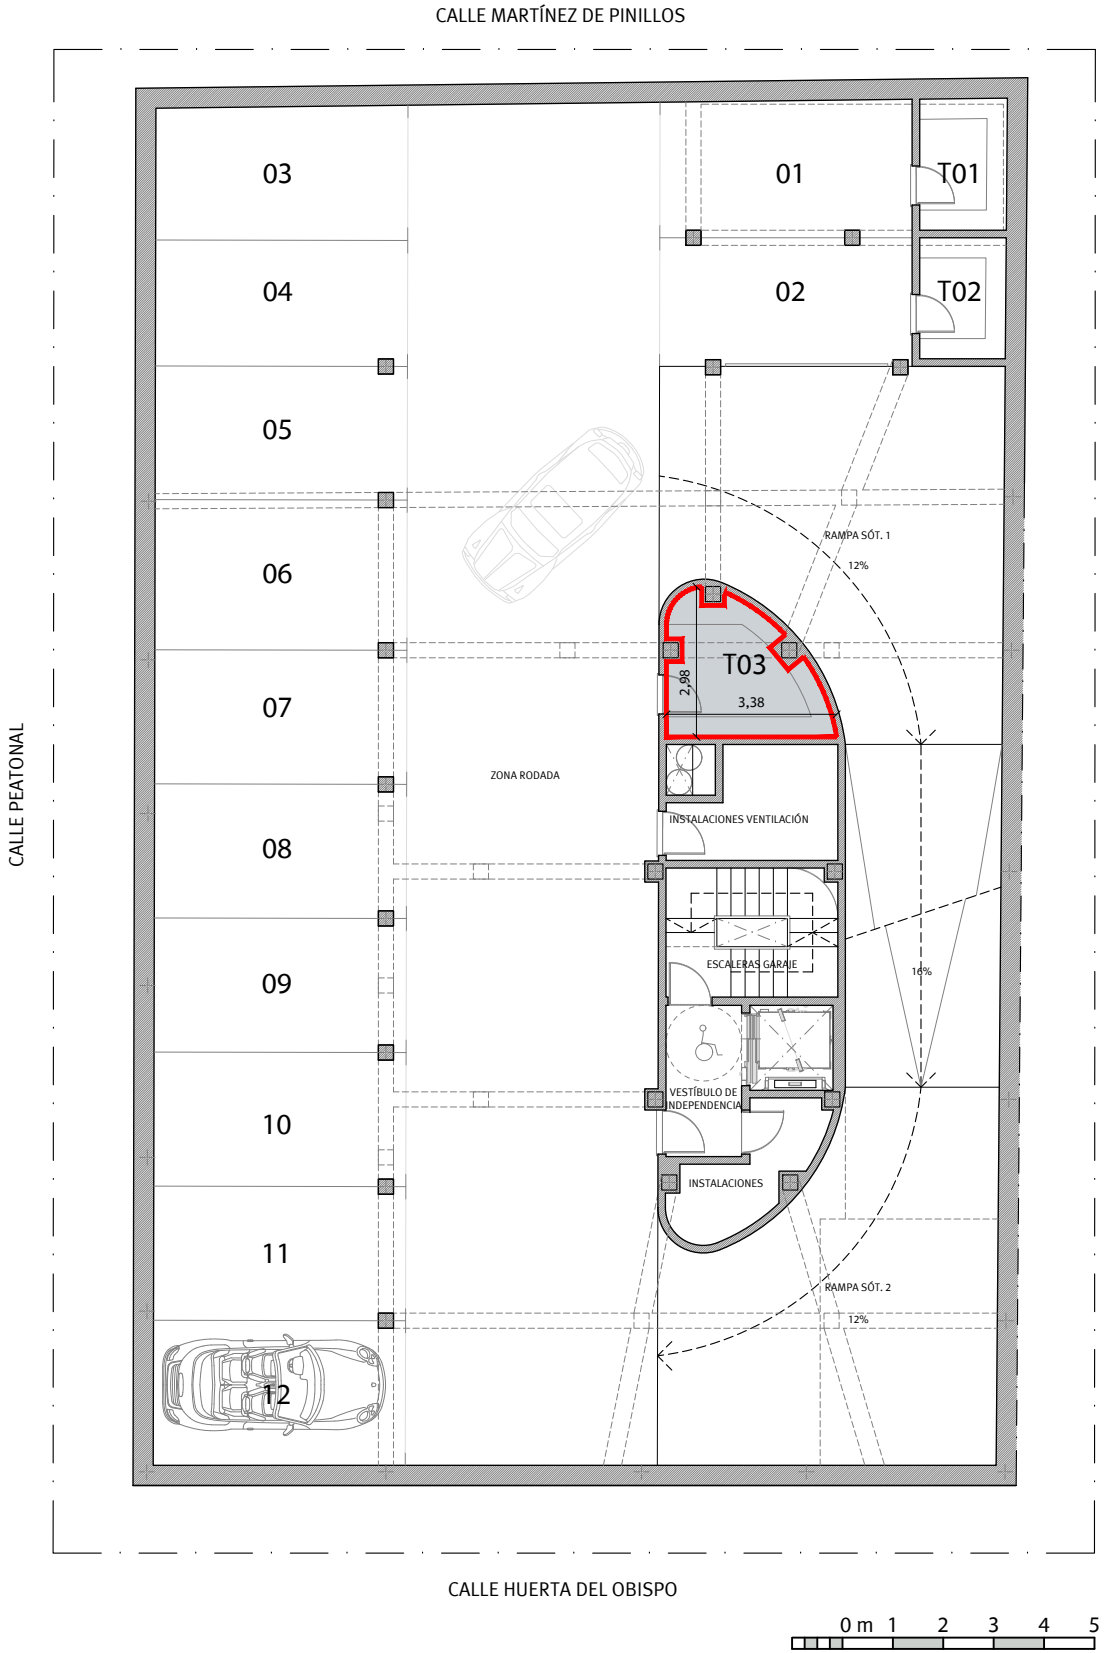 CALLE MARTÍNEZ DE PINILLOS
03
01
T01
04
02
T02
05
RAMPA SÓT. 1
12%
06
T03
2,98
3,38
07
CALLE PEATONAL
ZONA RODADA
INSTALACIONES VENTILACIÓN
08
ESCALERAS GARAJE
16%
09
VESTÍBULO DE
INDEPENDENCIA
10
INSTALACIONES
11
RAMPA SÓT. 2
12%
12
CALLE HUERTA DEL OBISPO
0 m 1 2 3 4 5